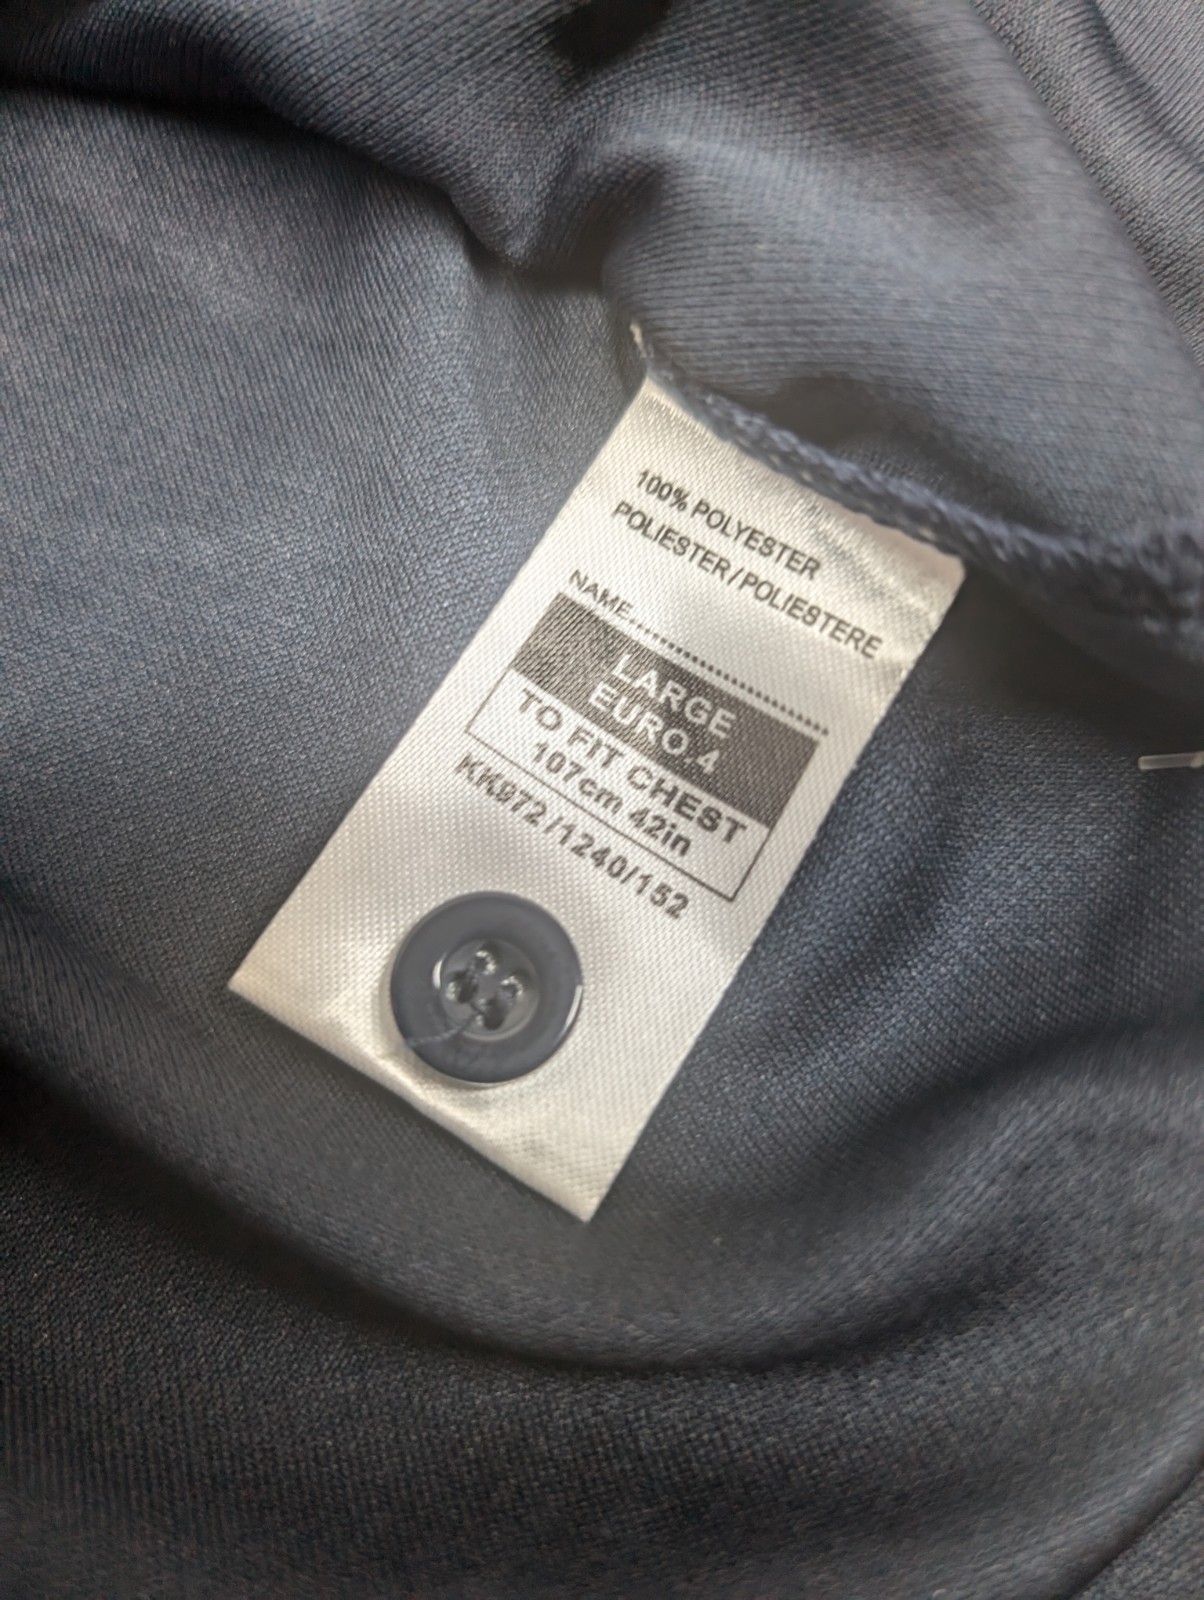 100% POLYESTER
POLIESTER/POLIESTERE
NAME..............................
LARGE
EURO.4
TO FIT CHEST
107cm 42in
KK972/1240/152